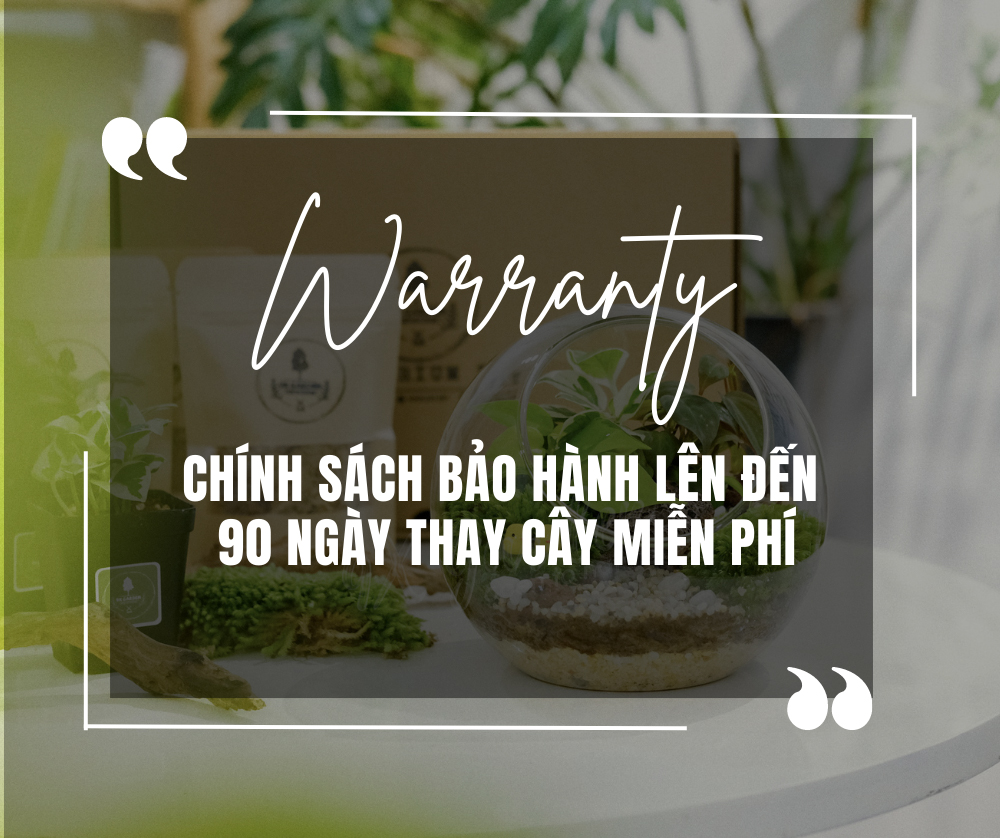 Warranty
CHÍNH SÁCH BẢO HÀNH LÊN ĐẾN
90 NGÀY THAY CÂY MIỄN PHÍ